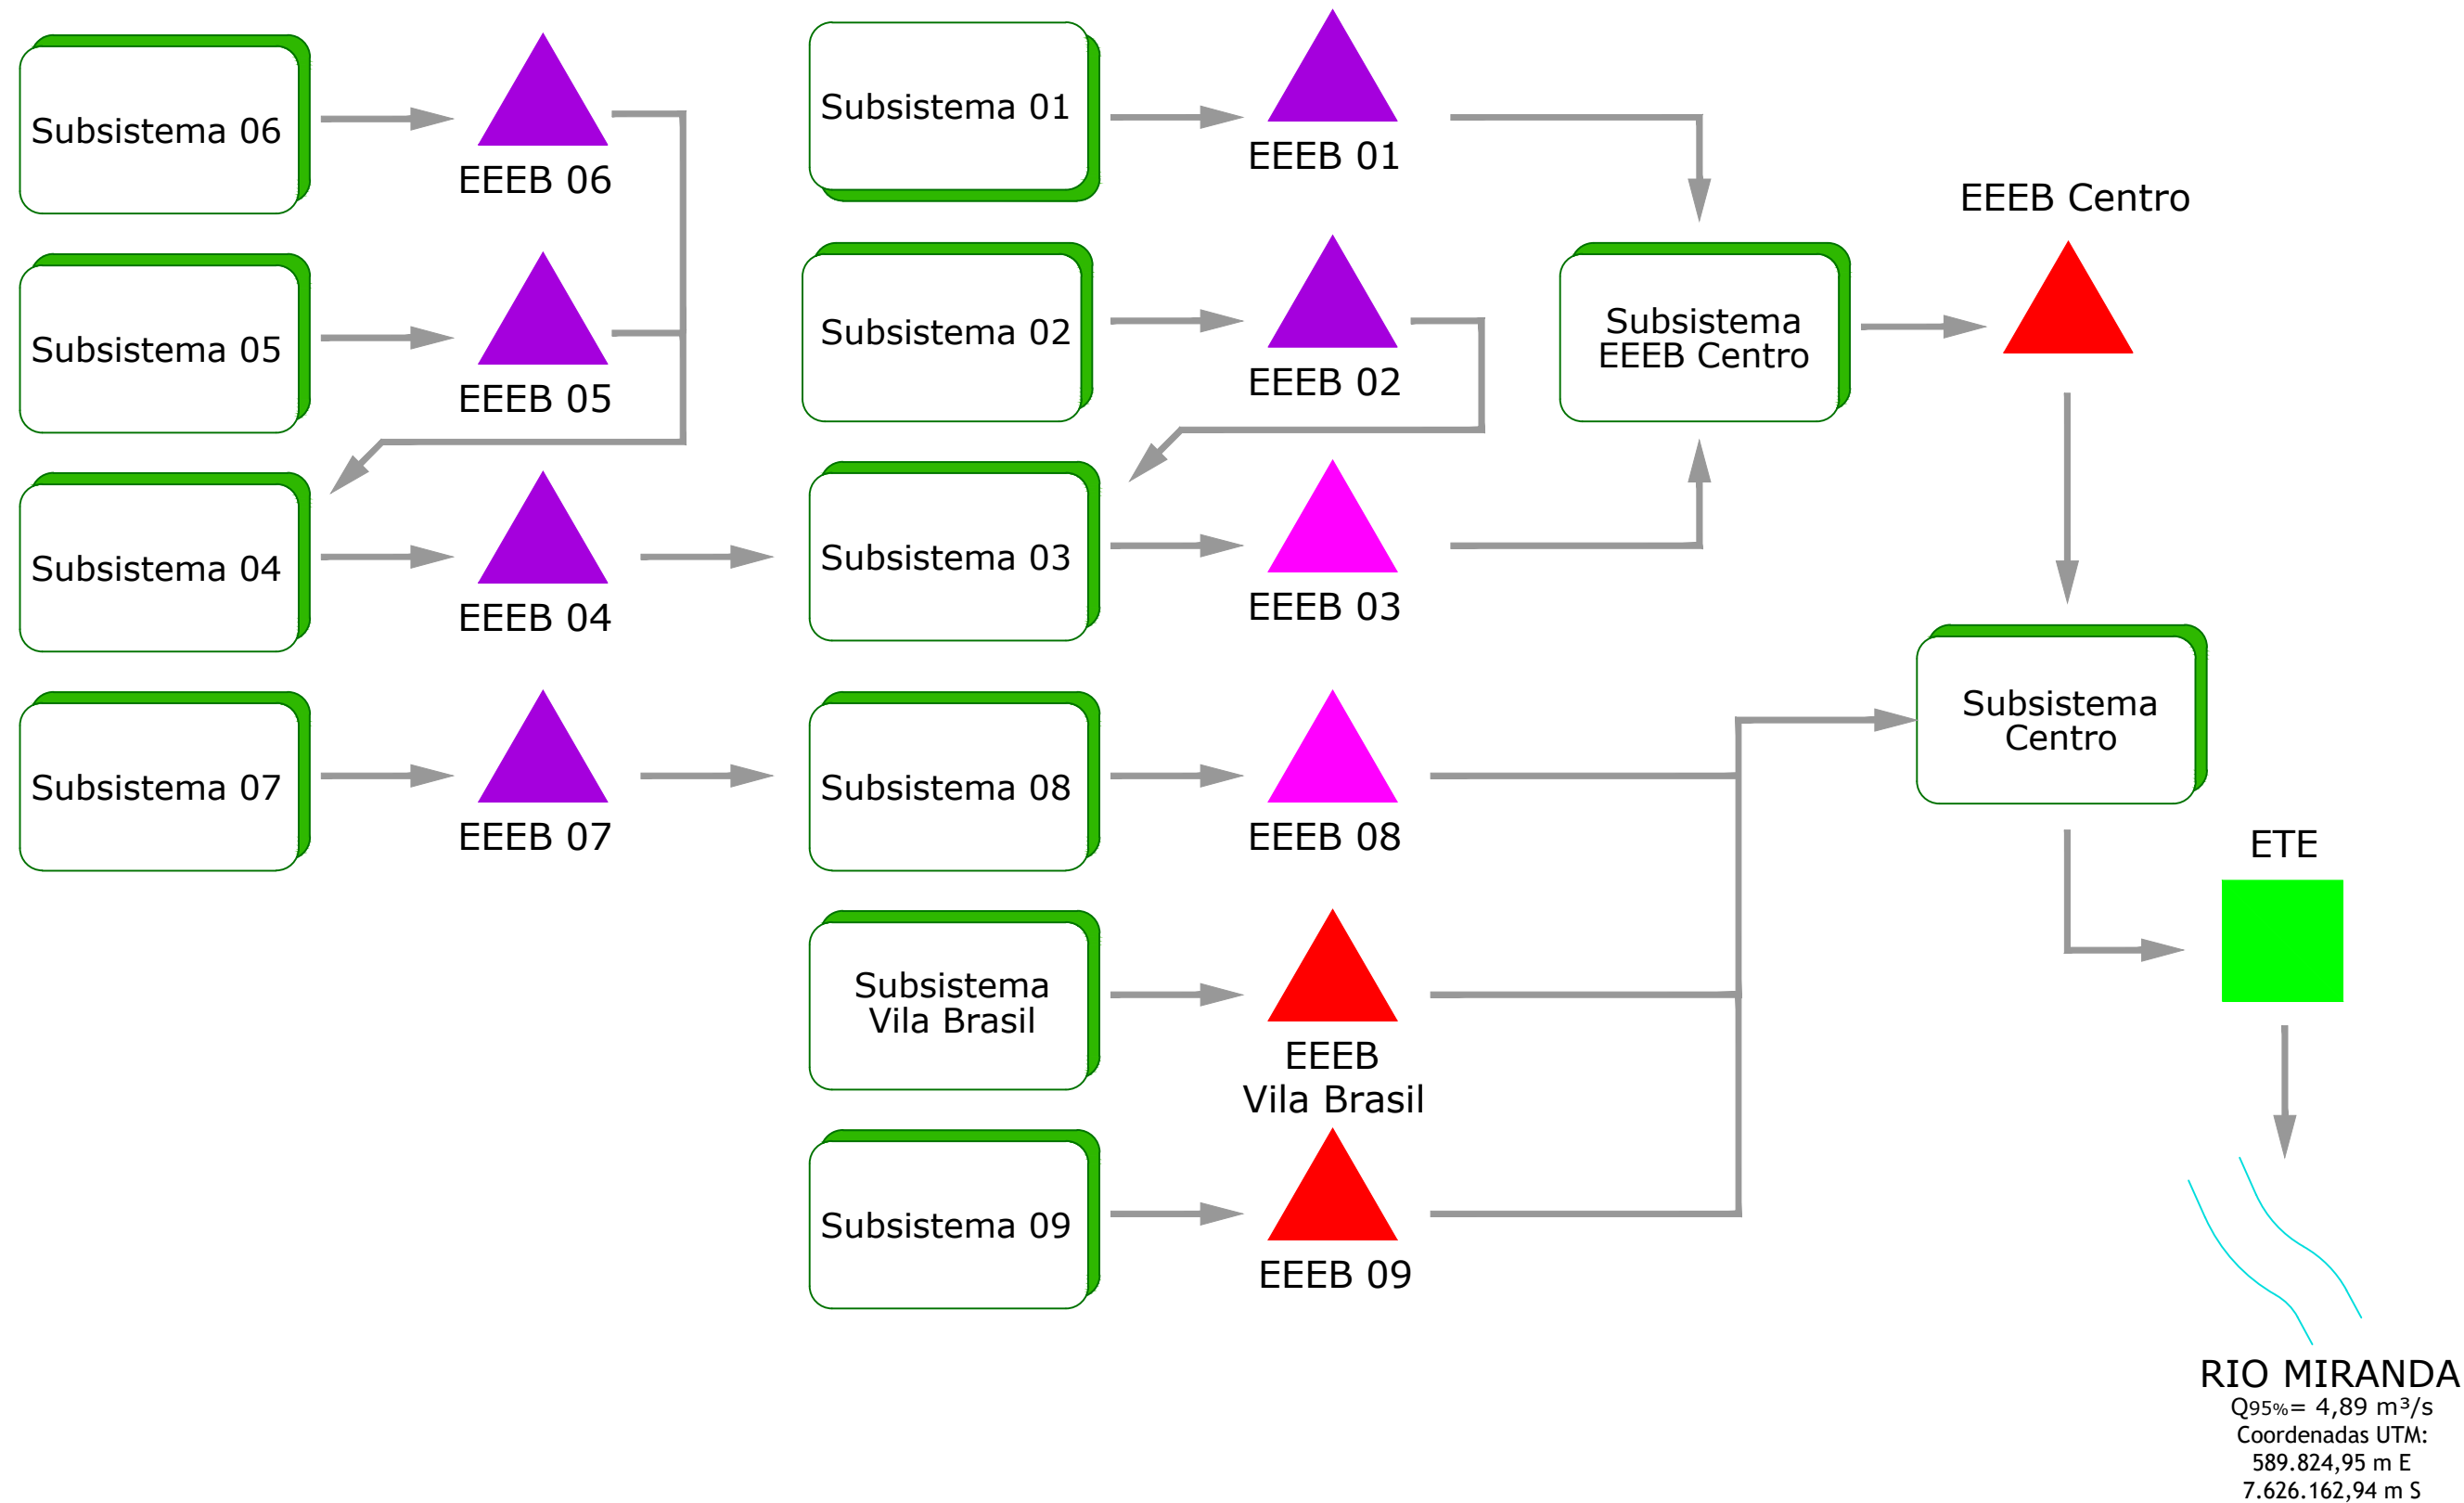 Subsistema 06
EEEB 06
Subsistema 01
EEEB 01
EEEB Centro
Subsistema 05
EEEB 05
Subsistema 02
EEEB 02
Subsistema
EEEB Centro
Subsistema 04
EEEB 04
Subsistema 03
EEEB 03
Subsistema 07
EEEB 07
Subsistema 08
EEEB 08
Subsistema
Centro
ETE
Subsistema
Vila Brasil
EEEB
Vila Brasil
Subsistema 09
EEEB 09
RIO MIRANDA
Q95%= 4,89 m³/s
Coordenadas UTM:
589.824,95 m E
7.626.162,94 m S